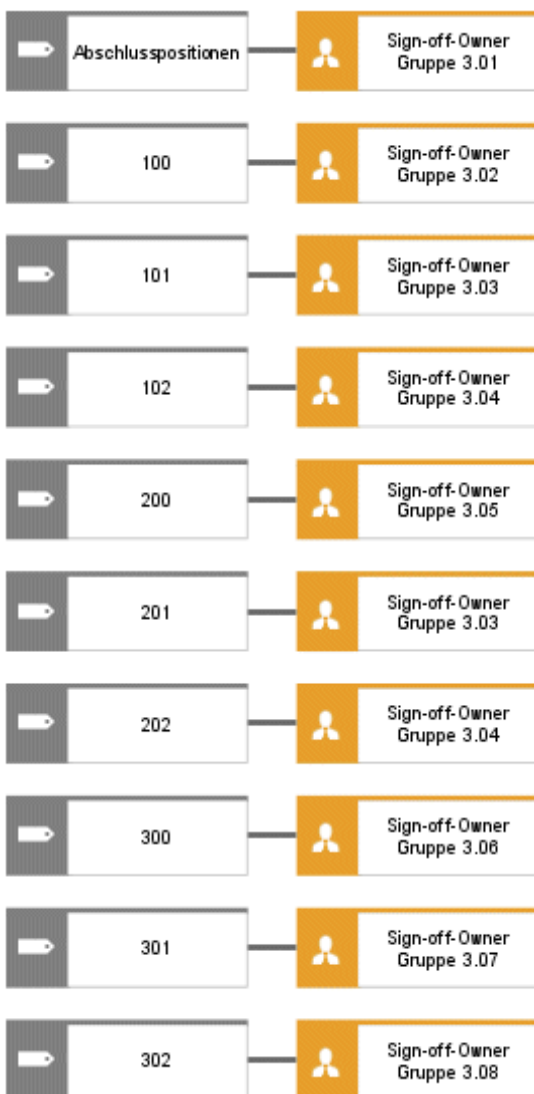 Abschlusspositionen
Sign-off-Owner
Gruppe 3.01
100
Sign-off-Owner
Gruppe 3.02
101
Sign-off-Owner
Gruppe 3.03
102
Sign-off-Owner
Gruppe 3.04
200
Sign-off-Owner
Gruppe 3.05
201
Sign-off-Owner
Gruppe 3.03
202
Sign-off-Owner
Gruppe 3.04
300
Sign-off-Owner
Gruppe 3.06
301
Sign-off-Owner
Gruppe 3.07
302
Sign-off-Owner
Gruppe 3.08